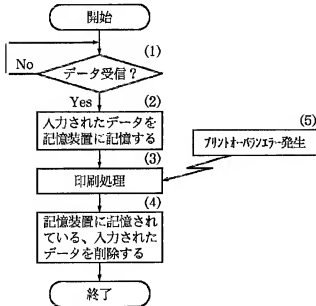 開始
(1)
No
データ受信?
Yes
(2)
入力されたデータを
記憶装置に記憶する
(3)
印刷処理
(5)
プリントオーバランエラー発生
(4)
記憶装置に記憶され
ている、入力された
データを削除する
終了